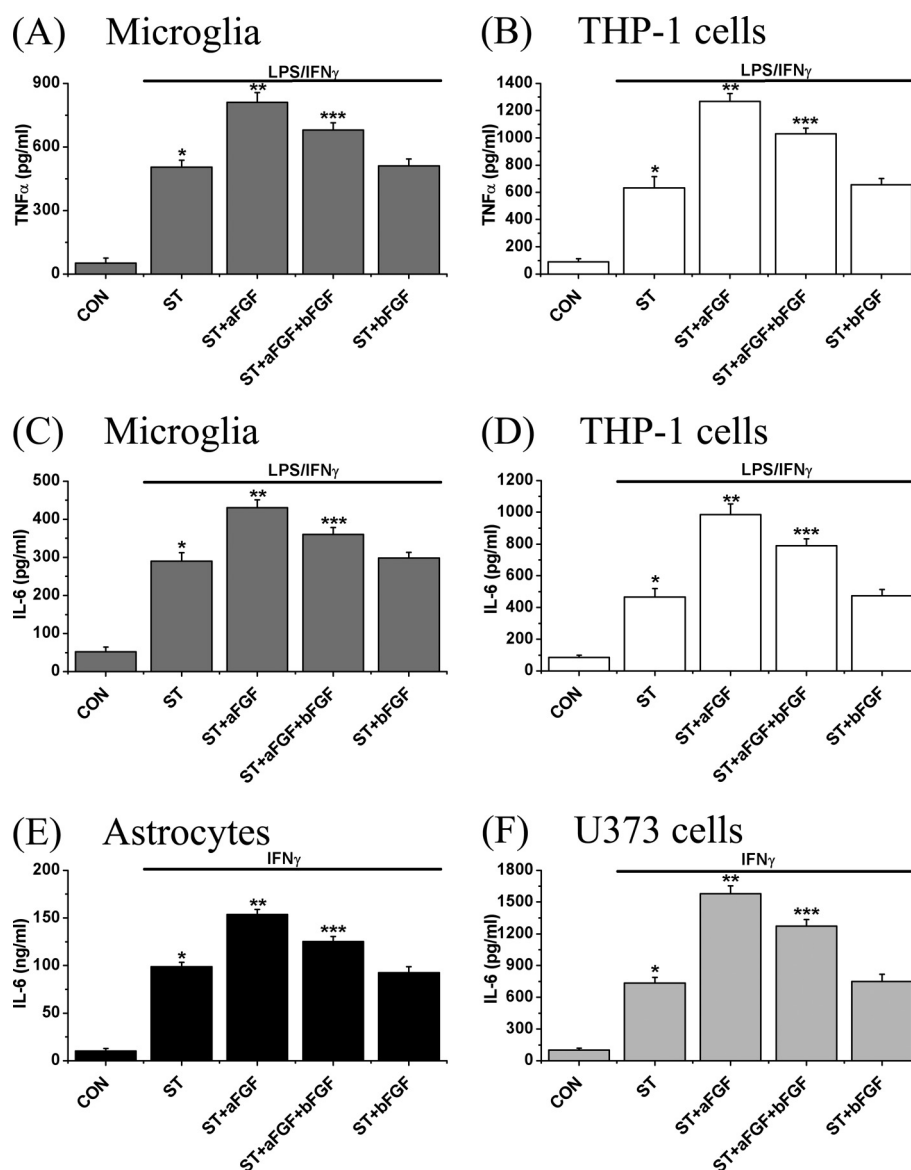 (A) Microglia
LPS/IFNγ
TNFα (pg/ml)
900
600
300
0
*
**
***
CON
ST
ST+aFGF
ST+aFGF+bFGF
ST+bFGF
(B) THP-1 cells
LPS/IFNγ
TNFα (pg/ml)
1400
1200
1000
800
600
400
200
0
*
**
***
CON
ST
ST+aFGF
ST+aFGF+bFGF
ST+bFGF
(C) Microglia
LPS/IFNγ
IL-6 (pg/ml)
500
400
300
200
100
50
0
*
**
***
CON
ST
ST+aFGF
ST+aFGF+bFGF
ST+bFGF
(D) THP-1 cells
LPS/IFNγ
IL-6 (pg/ml)
1200
1000
800
600
400
200
0
*
**
***
CON
ST
ST+aFGF
ST+aFGF+bFGF
ST+bFGF
(E) Astrocytes
IFNγ
IL-6 (ng/ml)
200
150
100
50
0
*
**
***
CON
ST
ST+aFGF
ST+aFGF+bFGF
ST+bFGF
(F) U373 cells
IFNγ
IL-6 (pg/ml)
1800
1500
1200
900
600
300
0
*
**
***
CON
ST
ST+aFGF
ST+aFGF+bFGF
ST+bFGF